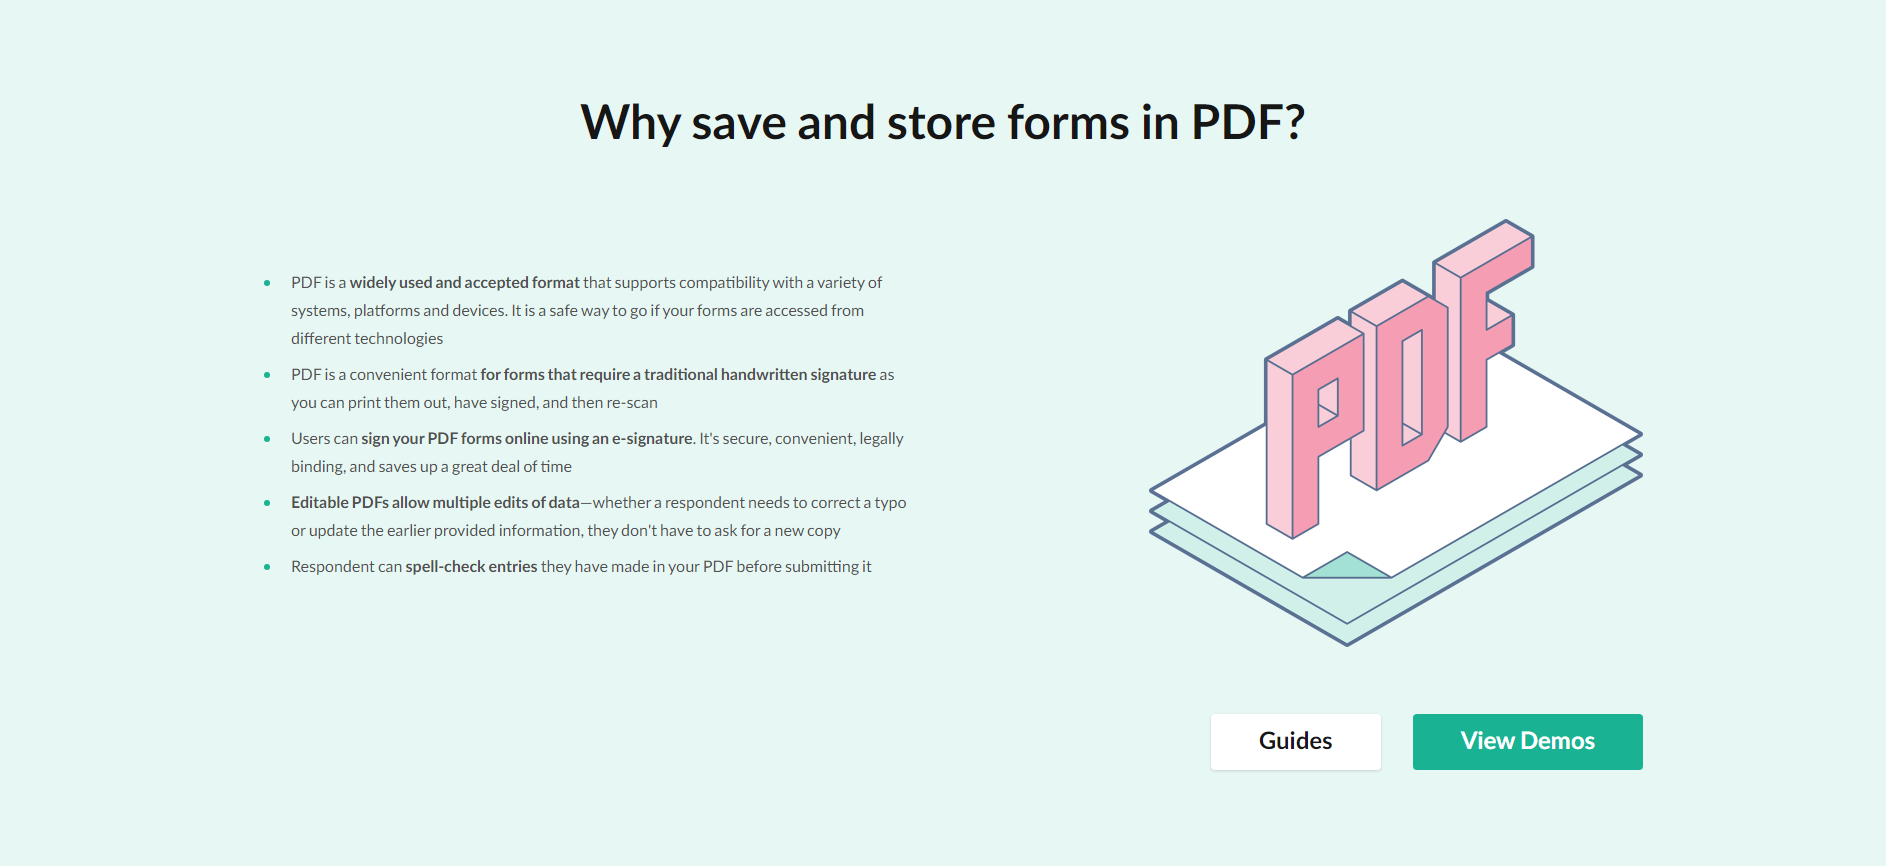 Why save and store forms in PDF?
PDF is a widely used and accepted format that supports compatibility with a variety of
systems, platforms and devices. It is a safe way to go if your forms are accessed from
different technologies
PDF is a convenient format for forms that require a traditional handwritten signature as
you can print them out, have signed, and then re-scan
Users can sign your PDF forms online using an e-signature. It's secure, convenient, legally
binding, and saves up a great deal of time
Editable PDFs allow multiple edits of data—whether a respondent needs to correct a typo
or update the earlier provided information, they don't have to ask for a new copy
Respondent can spell-check entries they have made in your PDF before submitting it
PDF
Guides
View Demos